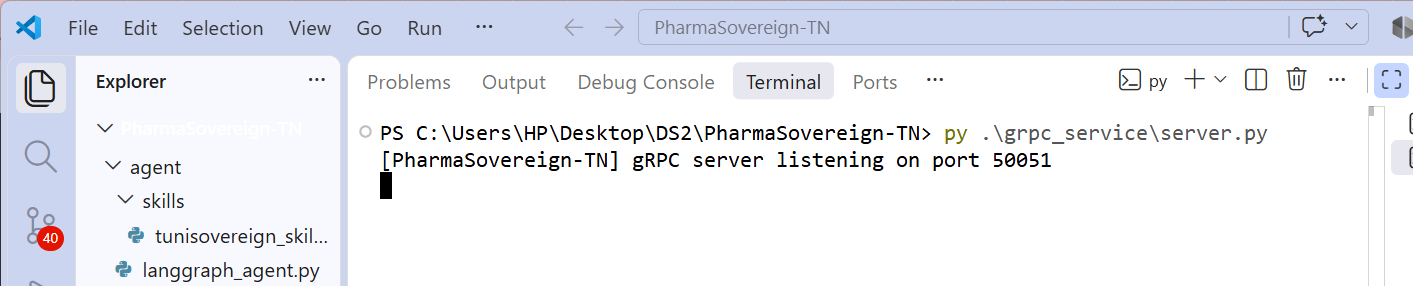 File Edit Selection View Go Run ··· PharmaSovereign-TN
Explorer ···
PharmaSovereign-TN
agent
skills
tunisovereign_skil...
langgraph_agent.py
40
Problems Output Debug Console Terminal Ports ··· py ···
PS C:\Users\HP\Desktop\DS2\PharmaSovereign-TN> py .\grpc_service\server.py
[PharmaSovereign-TN] gRPC server listening on port 50051